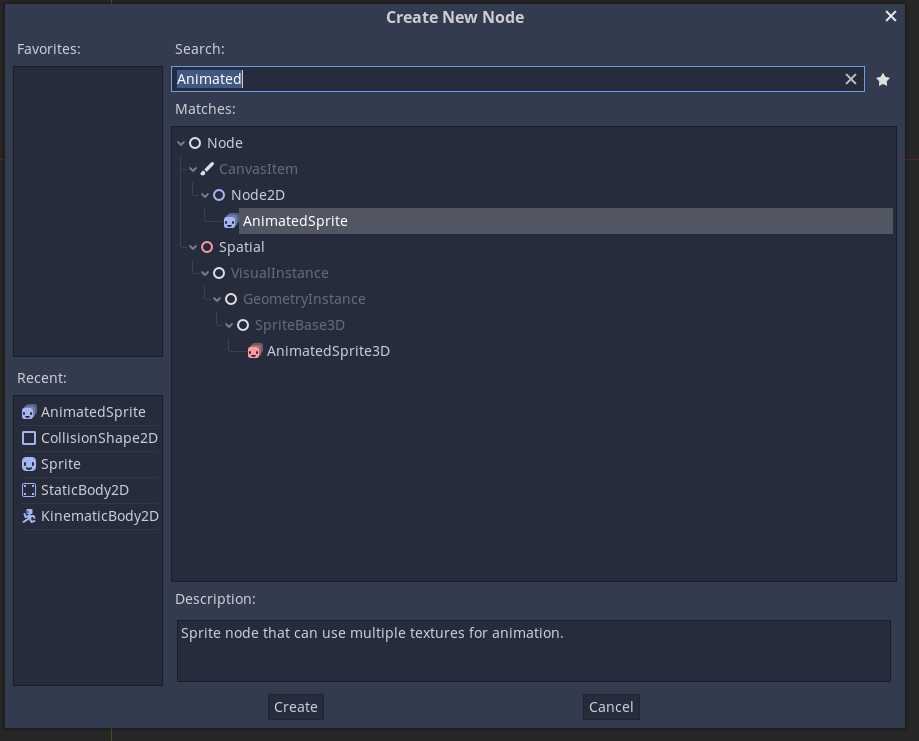 Create New Node
Favorites:
Search:
Animated
Matches:
Node
CanvasItem
Node2D
AnimatedSprite
Spatial
VisualInstance
GeometryInstance
SpriteBase3D
AnimatedSprite3D
Recent:
AnimatedSprite
CollisionShape2D
Sprite
StaticBody2D
KinematicBody2D
Description:
Sprite node that can use multiple textures for animation.
Create
Cancel